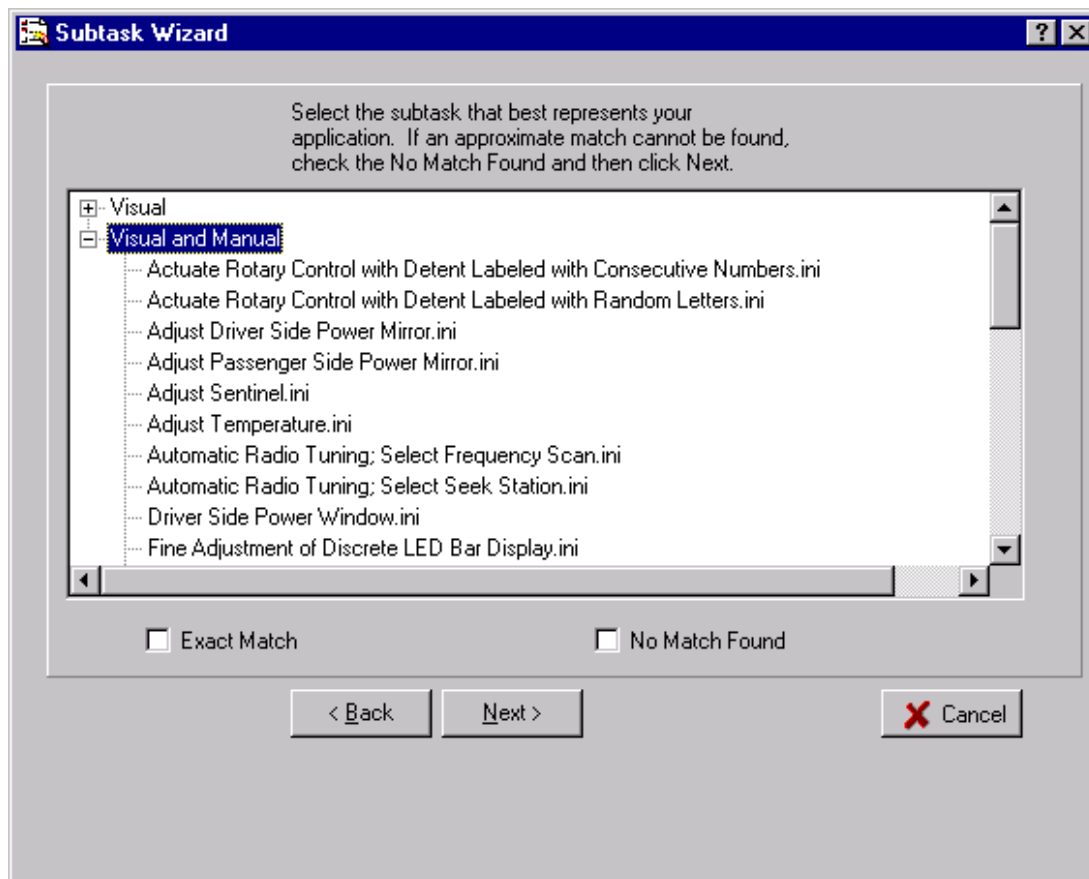 Subtask Wizard
Select the subtask that best represents your
application.  If an approximate match cannot be found,
check the No Match Found and then click Next.
Visual
Visual and Manual
Actuate Rotary Control with Detent Labeled with Consecutive Numbers.ini
Actuate Rotary Control with Detent Labeled with Random Letters.ini
Adjust Driver Side Power Mirror.ini
Adjust Passenger Side Power Mirror.ini
Adjust Sentinel.ini
Adjust Temperature.ini
Automatic Radio Tuning; Select Frequency Scan.ini
Automatic Radio Tuning; Select Seek Station.ini
Driver Side Power Window.ini
Fine Adjustment of Discrete LED Bar Display.ini
Exact Match No Match Found
< Back Next > Cancel